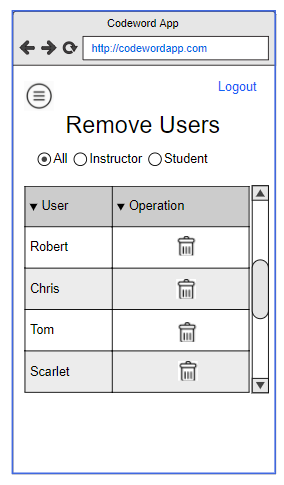 Codeword App
http://codewordapp.com
Logout
Remove Users
All Instructor Student
User Operation
Robert
Chris
Tom
Scarlet